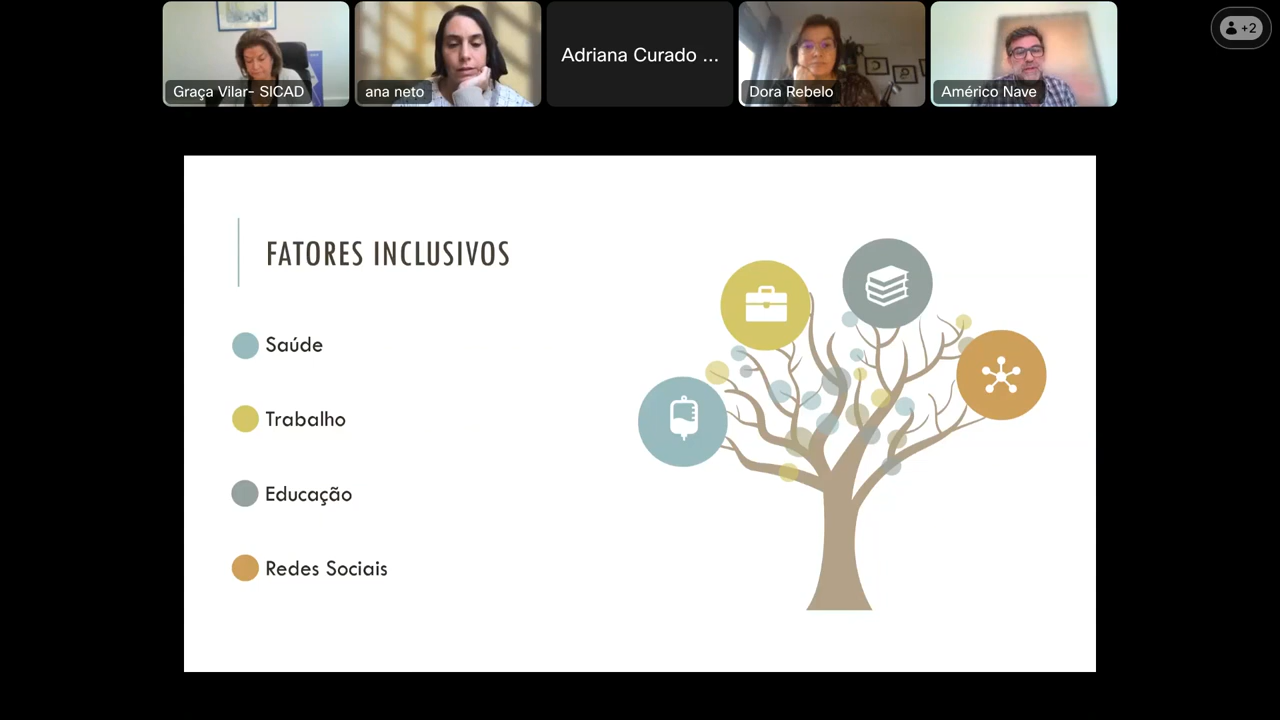 Graça Vilar- SICAD
ana neto
Adriana Curado ...
Dora Rebelo
Américo Nave
+2
FATORES INCLUSIVOS
Saúde
Trabalho
Educação
Redes Sociais